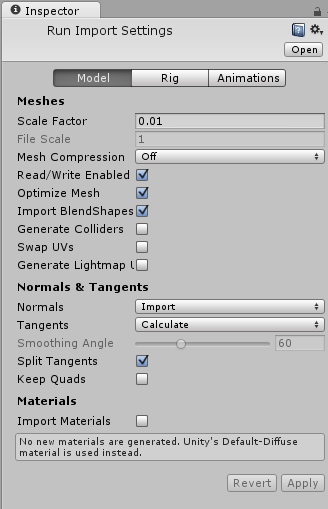 Inspector
Run Import Settings
Open
Model Rig Animations
Meshes
Scale Factor 0.01
File Scale 1
Mesh Compression Off
Read/Write Enabled
Optimize Mesh
Import BlendShapes
Generate Colliders
Swap UVs
Generate Lightmap U
Normals & Tangents
Normals Import
Tangents Calculate
Smoothing Angle 60
Split Tangents
Keep Quads
Materials
Import Materials
No new materials are generated. Unity's Default-Diffuse
material is used instead.
Revert Apply